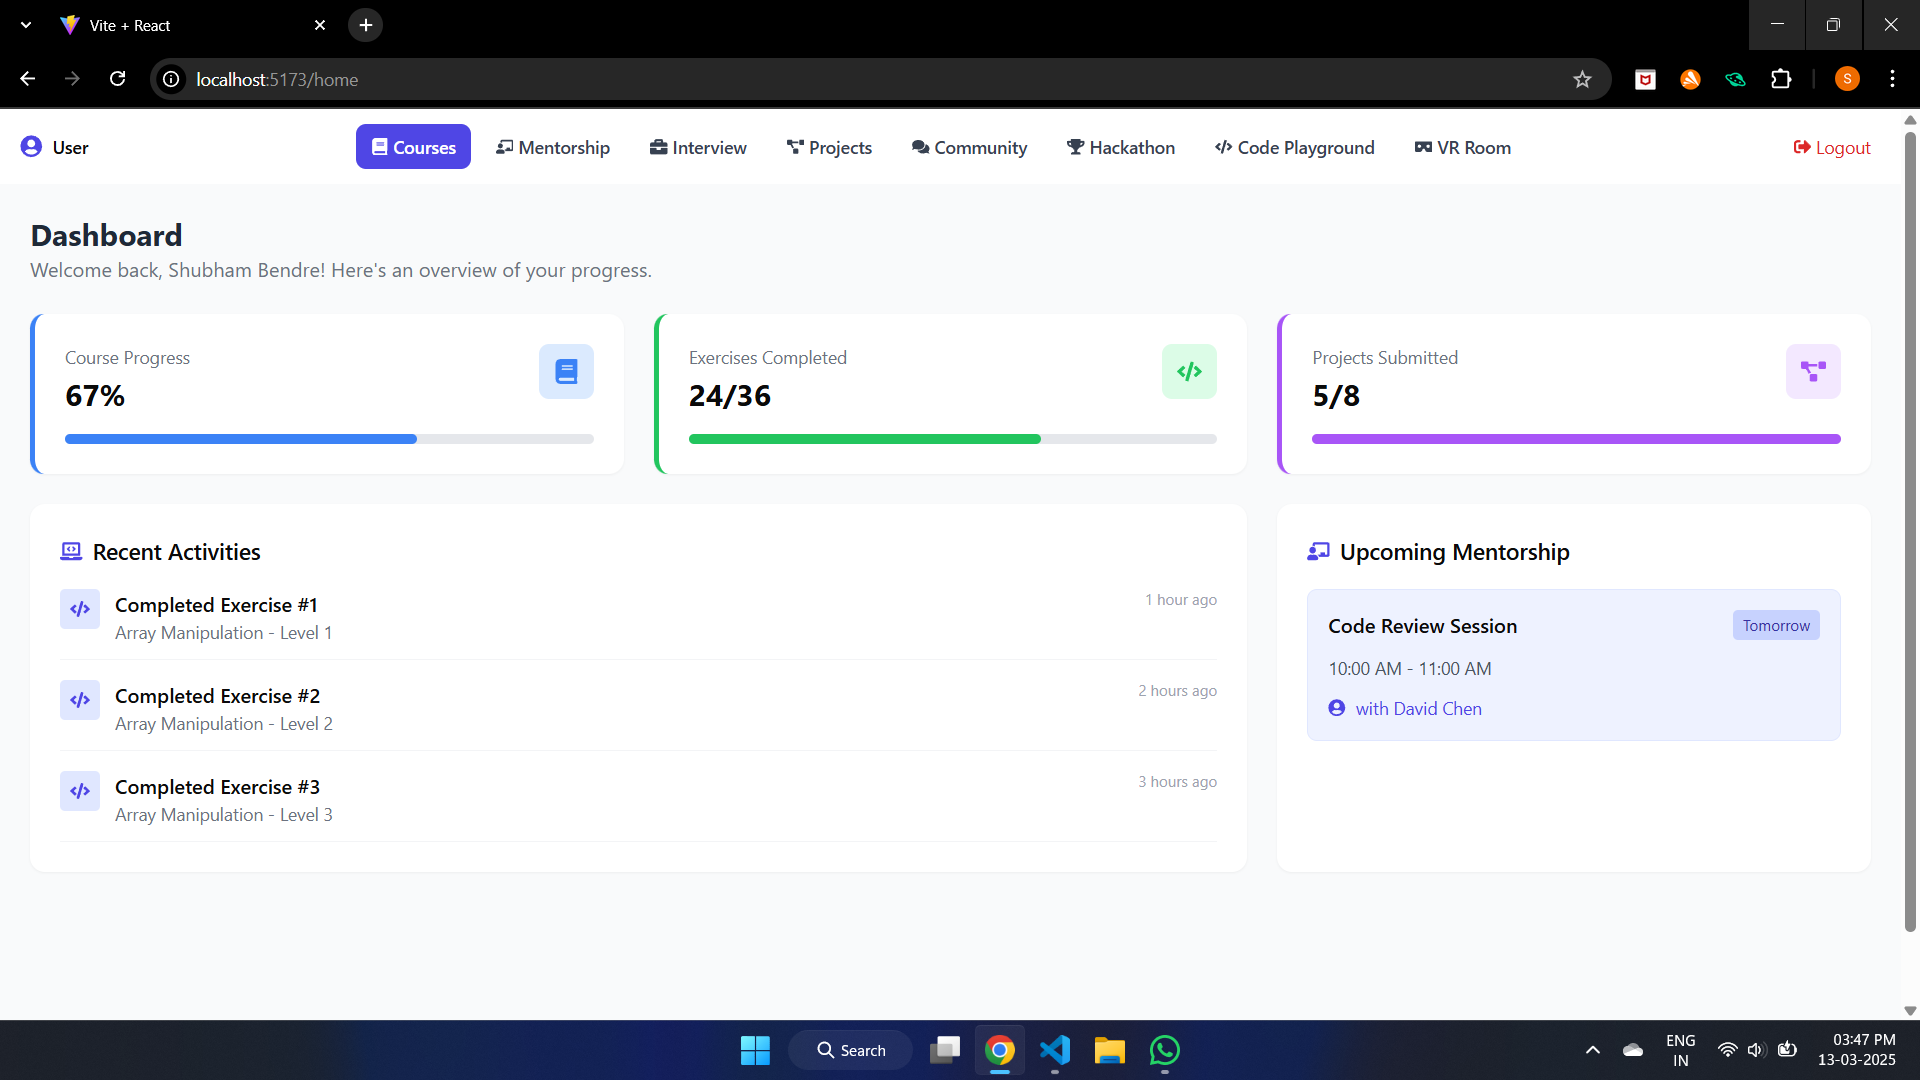 Vite + React
localhost:5173/home
S
User
Courses
Mentorship
Interview
Projects
Community
Hackathon
Code Playground
VR Room
Logout
Dashboard
Welcome back, Shubham Bendre! Here's an overview of your progress.
Course Progress
67%
Exercises Completed
24/36
Projects Submitted
5/8
Recent Activities
Completed Exercise #1
1 hour ago
Array Manipulation - Level 1
Completed Exercise #2
2 hours ago
Array Manipulation - Level 2
Completed Exercise #3
3 hours ago
Array Manipulation - Level 3
Upcoming Mentorship
Code Review Session
Tomorrow
10:00 AM - 11:00 AM
with David Chen
Search
ENG
IN
03:47 PM
13-03-2025